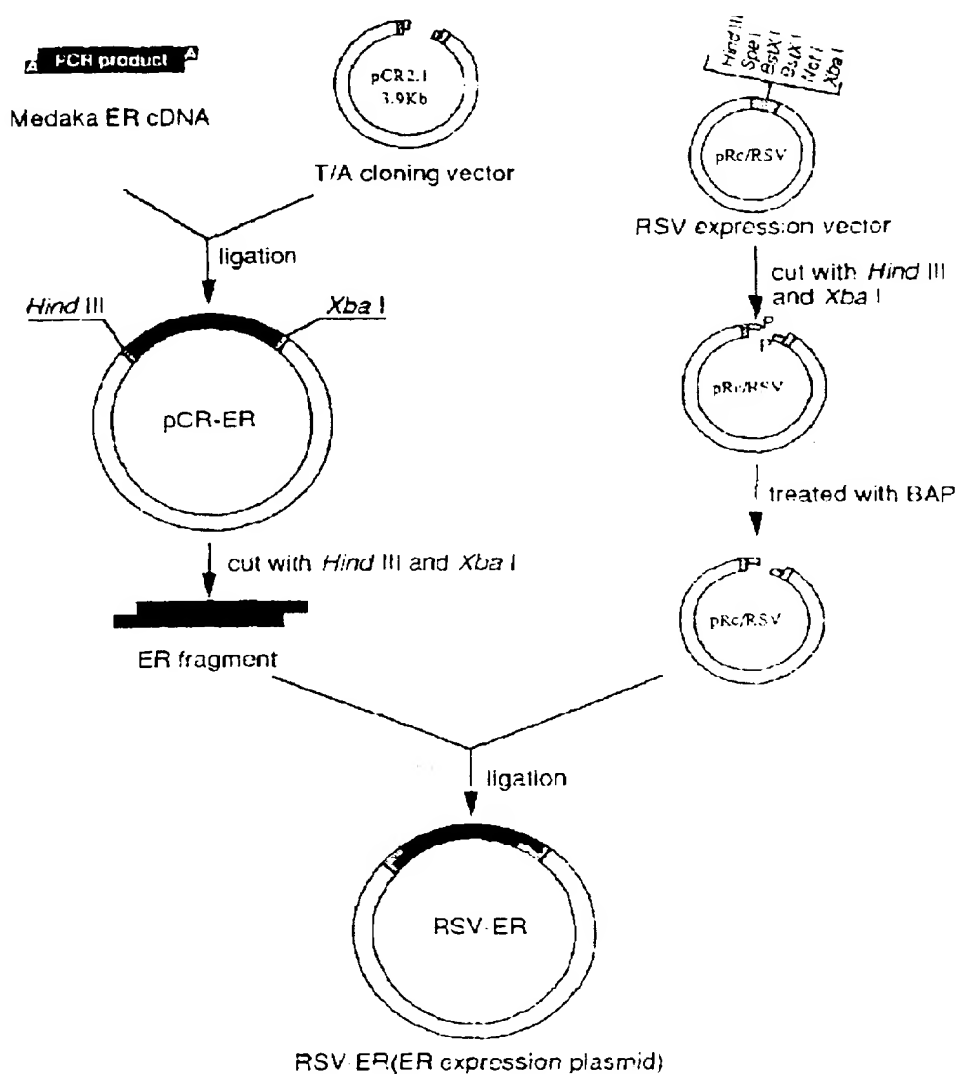 A PCR product A
Medaka ER cDNA
pCR2.1
3.9Kb
T/A cloning vector
Hind III
Spe I
BstX I
BstX I
Not I
Xba I
pRc/RSV
RSV expression vector
ligation
cut with Hind III
and Xba I
Hind III
Xba I
pCR-ER
P
P
pRc/RSV
treated with BAP
cut with Hind III and Xba I
ER fragment
pRc/RSV
ligation
RSV-ER
RSV-ER(ER expression plasmid)